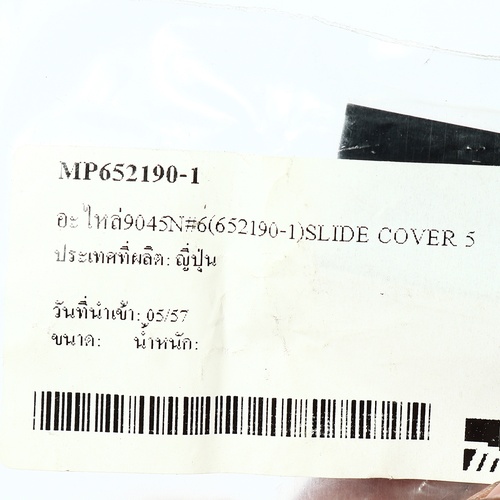 MP652190-1
อะไหล่9045N#6(652190-1)SLIDE COVER 5
ประเทศที่ผลิต: ญี่ปุ่น
วันที่นำเข้า: 05/57
ขนาด: น้ำหนัก: